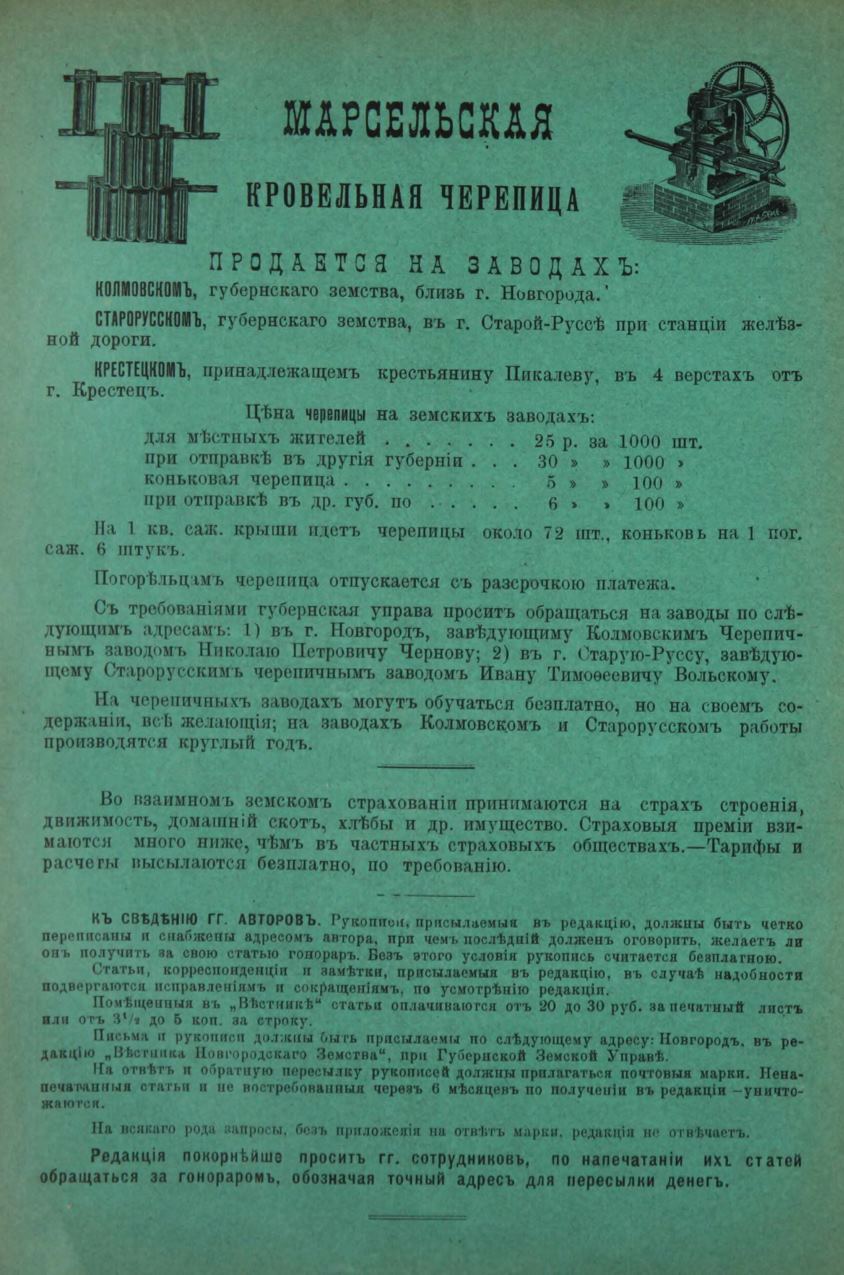 МАРСЕЛЬСКАЯ
КРОВЕЛЬНАЯ ЧЕРЕПИЦА
ПРОДАЕТСЯ НА ЗАВОДАХЪ:
КОЛМОВСКОМЪ, губернскаго земства, близь г. Новгорода.
СТАРОРУССКОМЪ, губернскаго земства, въ г. Старой-Руссѣ при станціи желѣз-
ной дороги.
КРЕСТЕЦКОМЪ, принадлежащемъ крестьянину Пикалеву, въ 4 верстахъ отъ
г. Крестецъ.
Цѣна черепицы на земскихъ заводахъ:
для мѣстныхъ жителей . . . . . . . 25 р. за 1000 шт.
при отправкѣ въ другія губерніи . . . 30 » » 1000 »
коньковая черепица . . . . . . . . . 5 » » 100 »
при отправкѣ въ др. губ. по . . . . . 6 » » 100 »
На 1 кв. саж. крыши идетъ черепицы около 72 шт., коньковъ на 1 пог.
саж. 6 штукъ.
Погорѣльцамъ черепица отпускается съ разсрочкою платежа.
Съ требованіями губернская управа проситъ обращаться на заводы по слѣ-
дующимъ адресамъ: 1) въ г. Новгородъ, завѣдующиму Колмовскимъ Черепич-
нымъ заводомъ Николаю Петровичу Чернову; 2) въ г. Старую-Руссу, завѣдую-
щему Старорусскимъ черепичнымъ заводомъ Ивану Тимоѳеевичу Вольскому.
На черепичныхъ заводахъ могутъ обучаться безплатно, но на своемъ со-
держаніи, всѣ желающія; на заводахъ Колмовскомъ и Старорусскомъ работы
производятся круглый годъ.
Во взаимномъ земскомъ страхованіи принимаются на страхъ строенія,
движимость, домашній скотъ, хлѣбы и др. имущество. Страховыя преміи взи-
маются много ниже, чѣмъ въ частныхъ страховыхъ обществахъ.—Тарифы и
расчеты высылаются безплатно, по требованію.
КЪ СВѢДѢНІЮ ГГ. АВТОРОВЪ. Рукописи, присылаемыя въ редакцію, должны быть четко
переписаны и снабжены адресомъ автора, при чемъ послѣдній долженъ оговорить, желаетъ ли
онъ получить за свою статью гонораръ. Безъ этого условія рукопись считается безплатною.
Статьи, корреспонденціи и замѣтки, присылаемыя въ редакцію, въ случаѣ надобности
подвергаются исправленіямъ и сокращеніямъ, по усмотрѣнію редакціи.
Помѣщенныя въ „Вѣстникѣ“ статьи оплачиваются отъ 20 до 30 руб. за печатный листъ
или отъ 3½ до 5 коп. за строку.
Письма и рукописи должны быть присылаемы по слѣдующему адресу: Новгородъ, въ ре-
дакцію „Вѣстника Новгородскаго Земства“, при Губернской Земской Управѣ.
На отвѣтъ и обратную пересылку рукописей должны прилагаться почтовыя марки. Нена-
печатанныя статьи и не востребованныя черезъ 6 мѣсяцевъ по полученіи въ редакціи—уничто-
жаются.
На всякаго рода запросы, безъ приложенія на отвѣтъ марки, редакція не отвѣчаетъ.
Редакція покорнѣйше проситъ гг. сотрудниковъ, по напечатаніи ихъ статей
обращаться за гонораромъ, обозначая точный адресъ для пересылки денегъ.